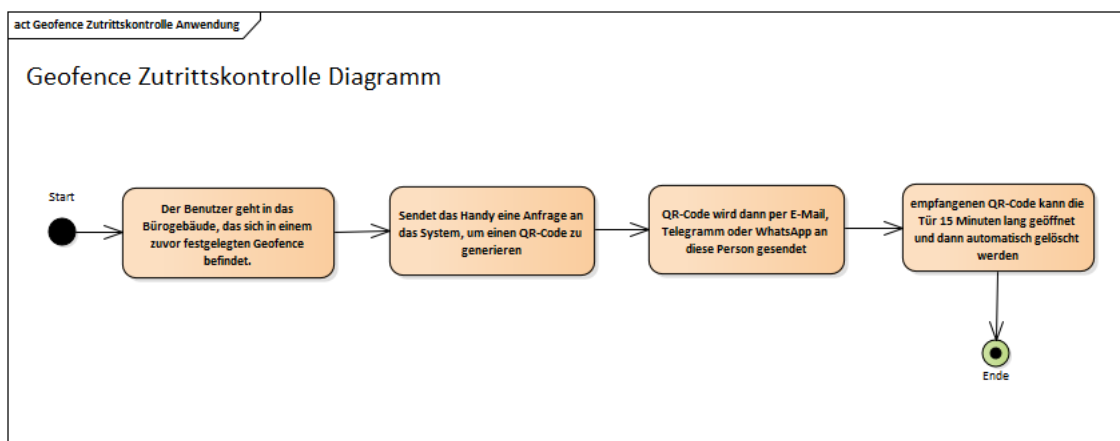 act Geofence Zutrittskontrolle Anwendung
Geofence Zutrittskontrolle Diagramm
Start
Der Benutzer geht in das
Bürogebäude, das sich in einem
zuvor festgelegten Geofence
befindet.
Sendet das Handy eine Anfrage an
das System, um einen QR-Code zu
generieren
QR-Code wird dann per E-Mail,
Telegramm oder WhatsApp an
diese Person gesendet
empfangenen QR-Code kann die
Tür 15 Minuten lang geöffnet
und dann automatisch gelöscht
werden
Ende